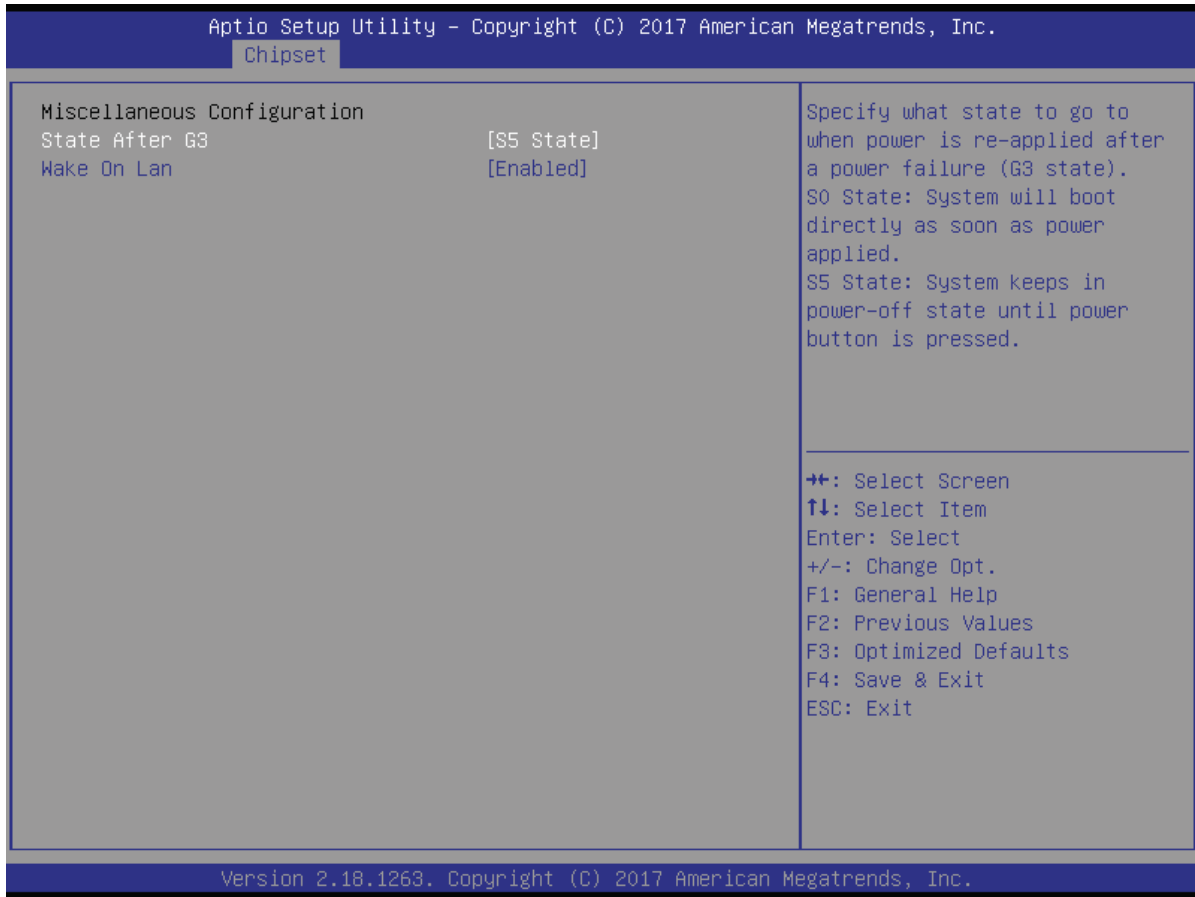 Aptio Setup Utility – Copyright (C) 2017 American Megatrends, Inc.
Chipset
Miscellaneous Configuration
State After G3 [S5 State]
Wake On Lan [Enabled]
Specify what state to go to
when power is re-applied after
a power failure (G3 state).
S0 State: System will boot
directly as soon as power
applied.
S5 State: System keeps in
power-off state until power
button is pressed.
→←: Select Screen
↑↓: Select Item
Enter: Select
+/-: Change Opt.
F1: General Help
F2: Previous Values
F3: Optimized Defaults
F4: Save & Exit
ESC: Exit
Version 2.18.1263. Copyright (C) 2017 American Megatrends, Inc.